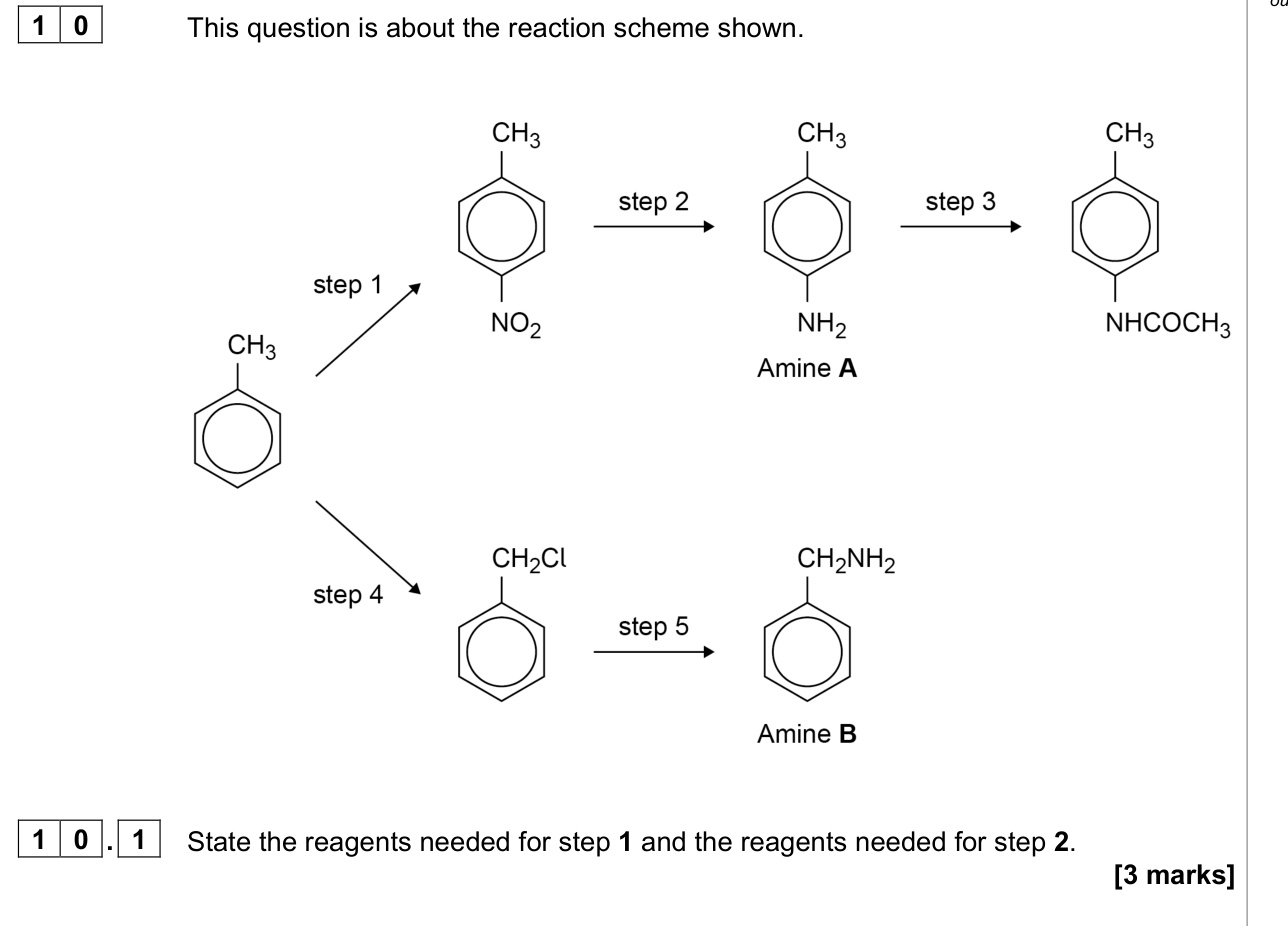 1 0 This question is about the reaction scheme shown.
CH3 CH3 CH3
step 2 step 3
step 1
NO2 NH2 NHCOCH3
CH3
Amine A
CH2Cl CH2NH2
step 4
step 5
Amine B
1 0 . 1 State the reagents needed for step 1 and the reagents needed for step 2.
[3 marks]